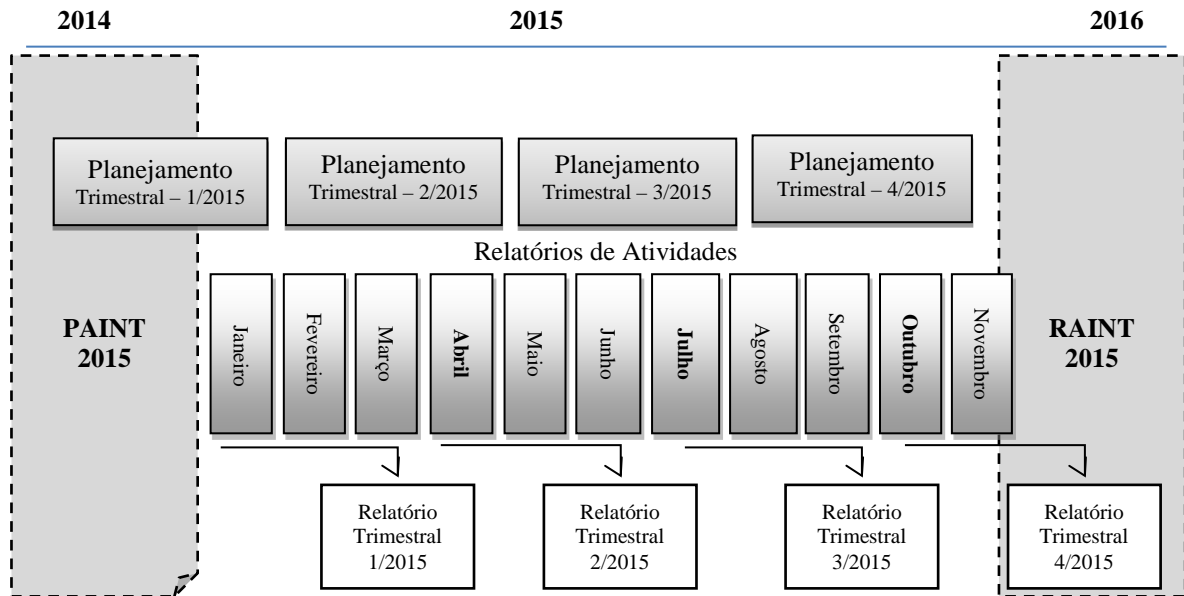 2014 2015 2016
Planejamento
Trimestral – 1/2015
Planejamento
Trimestral – 2/2015
Planejamento
Trimestral – 3/2015
Planejamento
Trimestral – 4/2015
Relatórios de Atividades
PAINT
2015
Janeiro
Fevereiro
Março
Abril
Maio
Junho
Julho
Agosto
Setembro
Outubro
Novembro
RAINT
2015
Relatório
Trimestral
1/2015
Relatório
Trimestral
2/2015
Relatório
Trimestral
3/2015
Relatório
Trimestral
4/2015